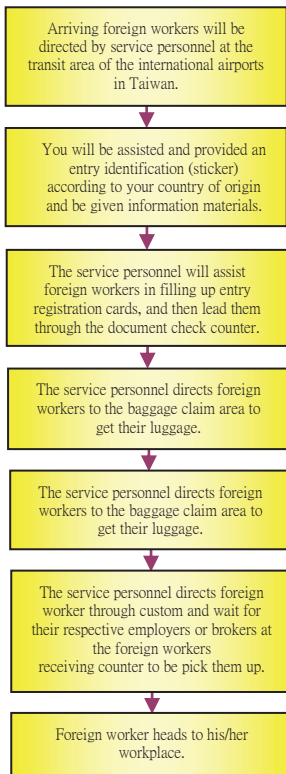 Arriving foreign workers will be
directed by service personnel at the
transit area of the international airports
in Taiwan.
You will be assisted and provided an
entry identification (sticker)
according to your country of origin
and be given information materials.
The service personnel will assist
foreign workers in filling up entry
registration cards, and then lead them
through the document check counter.
The service personnel directs foreign
workers to the baggage claim area to
get their luggage.
The service personnel directs foreign
workers to the baggage claim area to
get their luggage.
The service personnel directs foreign
worker through custom and wait for
their respective employers or brokers at
the foreign workers
receiving counter to be pick them up.
Foreign worker heads to his/her
workplace.